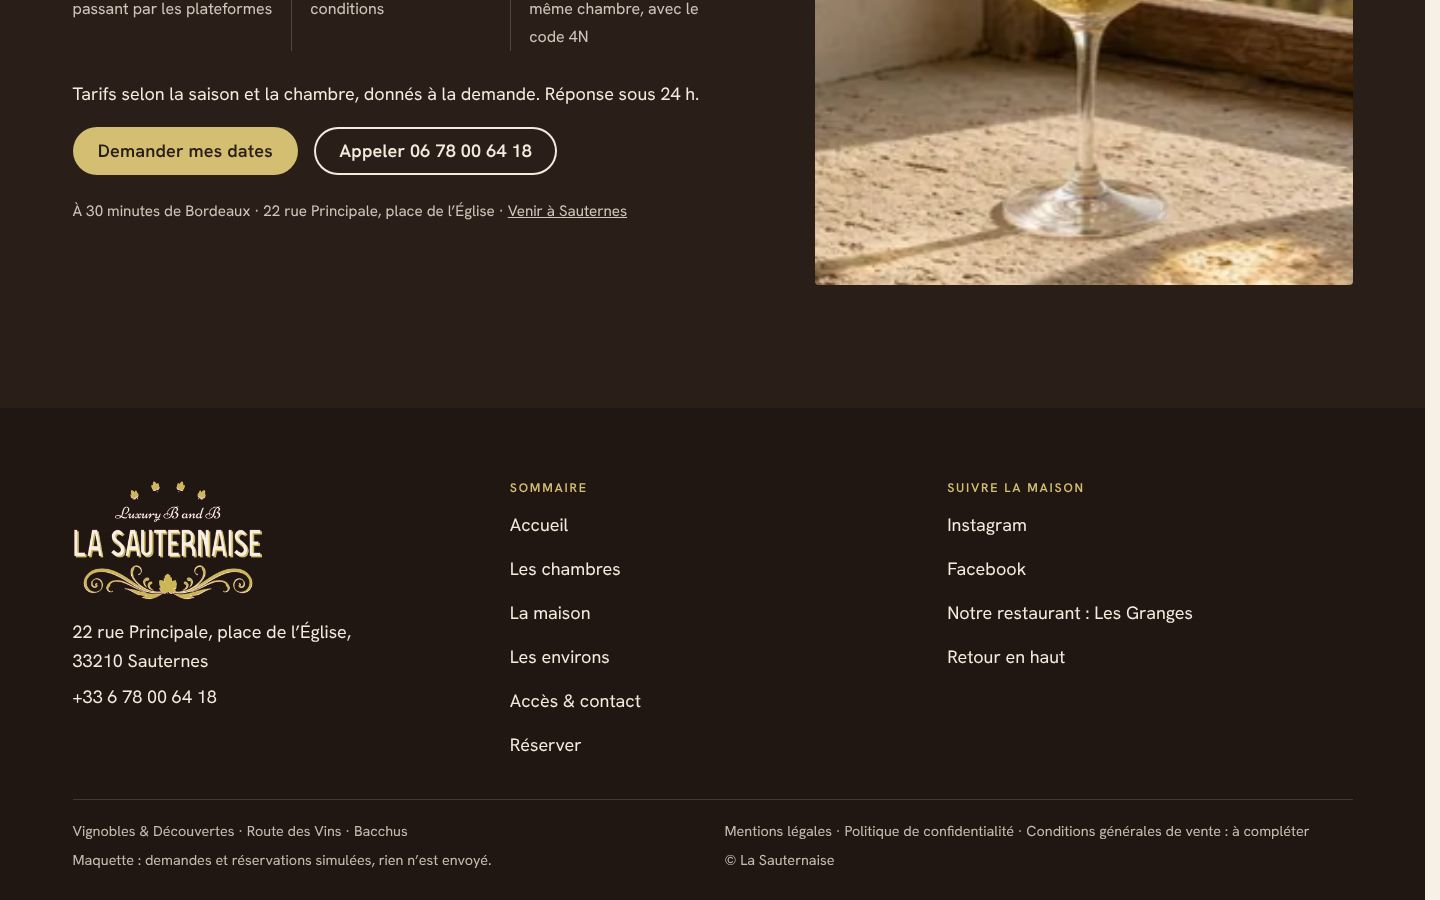 passant par les plateformes
conditions
même chambre, avec le
code 4N
Tarifs selon la saison et la chambre, donnés à la demande. Réponse sous 24 h.
Demander mes dates
Appeler 06 78 00 64 18
À 30 minutes de Bordeaux · 22 rue Principale, place de l’Église · Venir à Sauternes
Luxury B and B
LA SAUTERNAISE
22 rue Principale, place de l’Église,
33210 Sauternes
+33 6 78 00 64 18
SOMMAIRE
Accueil
Les chambres
La maison
Les environs
Accès & contact
Réserver
SUIVRE LA MAISON
Instagram
Facebook
Notre restaurant : Les Granges
Retour en haut
Vignobles & Découvertes · Route des Vins · Bacchus
Maquette : demandes et réservations simulées, rien n’est envoyé.
Mentions légales · Politique de confidentialité · Conditions générales de vente : à compléter
© La Sauternaise